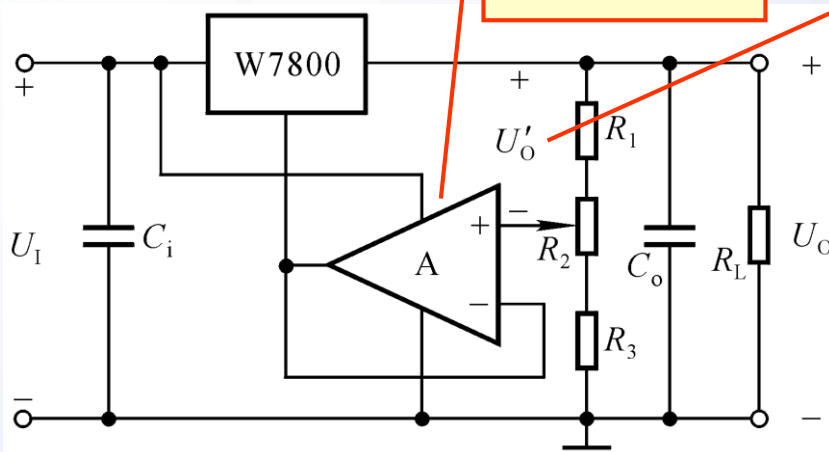 W7800
+ + +
U′O R1
+ −
UI Ci A R2 Co RL UO
−
R3
− −